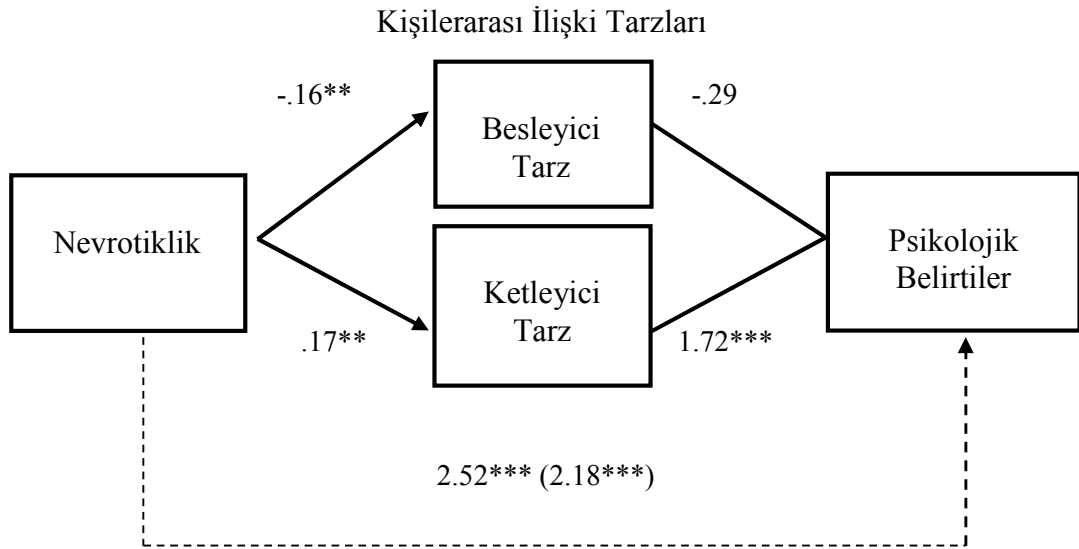 Kişilerarası İlişki Tarzları
-.16**
-.29
Besleyici
Tarz
Nevrotiklik
Psikolojik
Belirtiler
Ketleyici
Tarz
.17**
1.72***
2.52*** (2.18***)